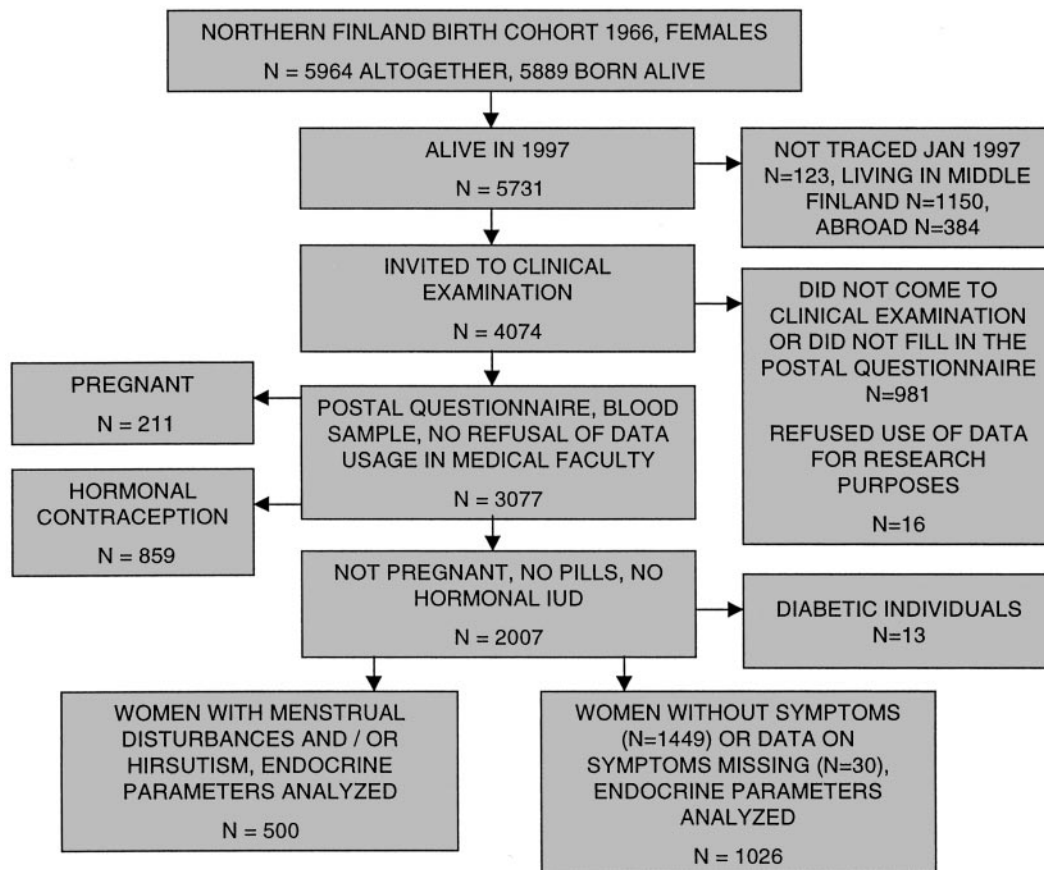 NORTHERN FINLAND BIRTH COHORT 1966, FEMALES
N = 5964 ALTOGETHER, 5889 BORN ALIVE
ALIVE IN 1997
N = 5731
NOT TRACED JAN 1997
N=123, LIVING IN MIDDLE
FINLAND N=1150,
ABROAD N=384
INVITED TO CLINICAL
EXAMINATION
N = 4074
DID NOT COME TO
CLINICAL EXAMINATION
OR DID NOT FILL IN THE
POSTAL QUESTIONNAIRE
N=981
REFUSED USE OF DATA
FOR RESEARCH
PURPOSES
N=16
PREGNANT
N = 211
POSTAL QUESTIONNAIRE, BLOOD
SAMPLE, NO REFUSAL OF DATA
USAGE IN MEDICAL FACULTY
N = 3077
HORMONAL
CONTRACEPTION
N = 859
NOT PREGNANT, NO PILLS, NO
HORMONAL IUD
N = 2007
DIABETIC INDIVIDUALS
N=13
WOMEN WITH MENSTRUAL
DISTURBANCES AND / OR
HIRSUTISM, ENDOCRINE
PARAMETERS ANALYZED
N = 500
WOMEN WITHOUT SYMPTOMS
(N=1449) OR DATA ON
SYMPTOMS MISSING (N=30),
ENDOCRINE PARAMETERS
ANALYZED
N = 1026